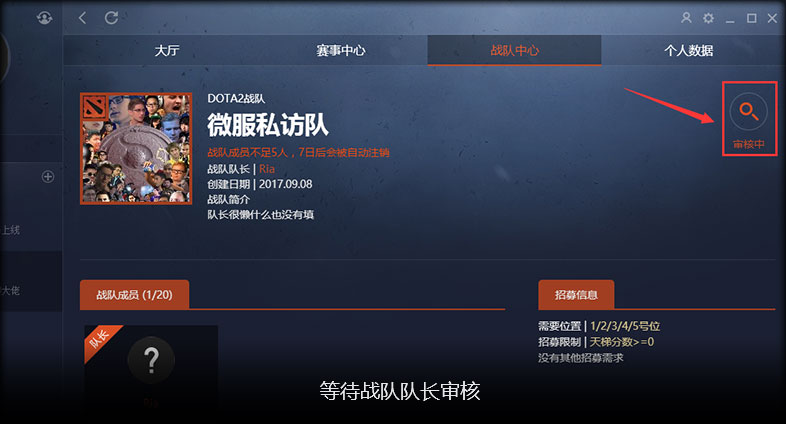 大厅
赛事中心
战队中心
个人数据
DOTA2战队
微服私访队
战队成员不足5人，7日后会被自动注销
战队队长 | Ria
创建日期 | 2017.09.08
战队简介
队长很懒什么也没有填
审核中
上线
大佬
战队成员 (1/20)
招募信息
队长
?
Ria
需要位置 | 1/2/3/4/5号位
招募限制 | 天梯分数>=0
没有其他招募需求
等待战队队长审核